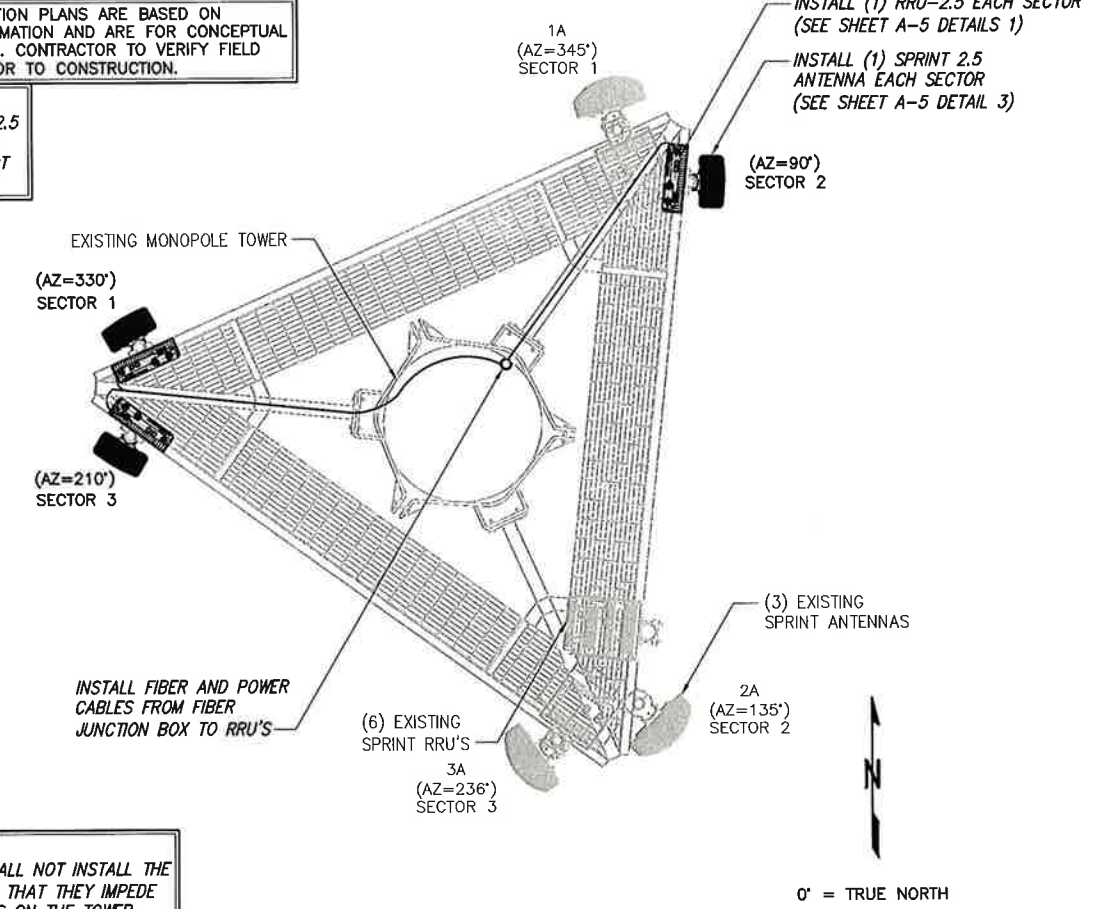 TION PLANS ARE BASED ON
MATION AND ARE FOR CONCEPTUAL
. CONTRACTOR TO VERIFY FIELD
OR TO CONSTRUCTION.
2.5
T
1A
(AZ=345°)
SECTOR 1
INSTALL (1) RRU-2.5 EACH SECTOR
(SEE SHEET A-5 DETAILS 1)
INSTALL (1) SPRINT 2.5
ANTENNA EACH SECTOR
(SEE SHEET A-5 DETAIL 3)
(AZ=90°)
SECTOR 2
EXISTING MONOPOLE TOWER
(AZ=330°)
SECTOR 1
(AZ=210°)
SECTOR 3
(3) EXISTING
SPRINT ANTENNAS
INSTALL FIBER AND POWER
CABLES FROM FIBER
JUNCTION BOX TO RRU'S
(6) EXISTING
SPRINT RRU'S
2A
(AZ=135°)
SECTOR 2
3A
(AZ=236°)
SECTOR 3
N
ALL NOT INSTALL THE
THAT THEY IMPEDE
ON THE TOWER
0° = TRUE NORTH